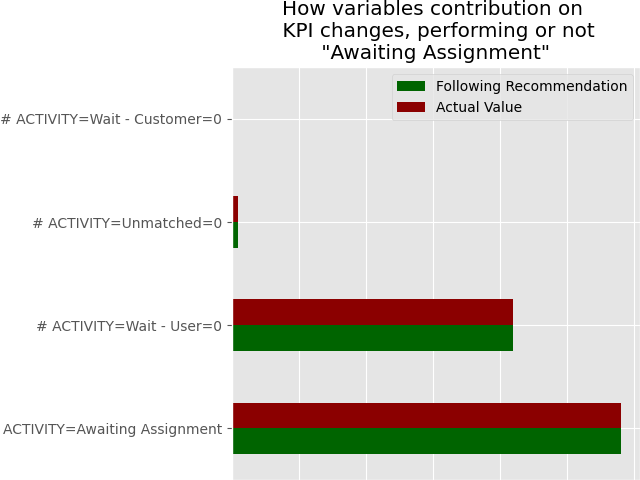 How variables contribution on
KPI changes, performing or not
"Awaiting Assignment"
Following Recommendation
Actual Value
# ACTIVITY=Wait - Customer=0
# ACTIVITY=Unmatched=0
# ACTIVITY=Wait - User=0
ACTIVITY=Awaiting Assignment